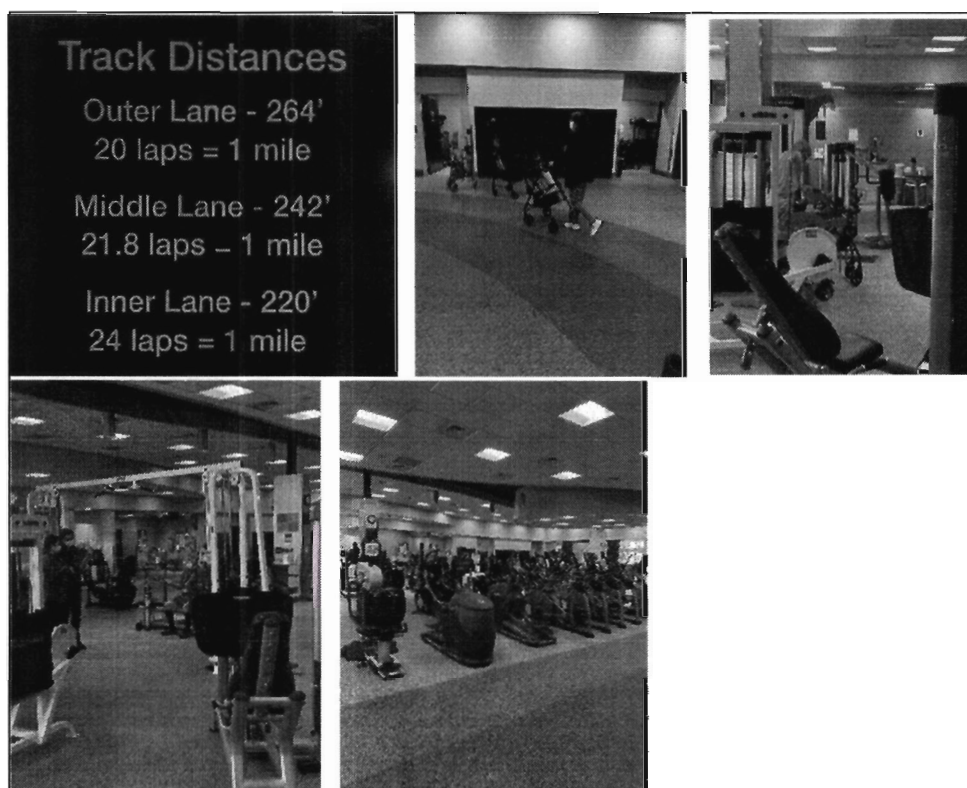 Track Distances
Outer Lane - 264'
20 laps = 1 mile
Middle Lane - 242'
21.8 laps = 1 mile
Inner Lane - 220'
24 laps = 1 mile